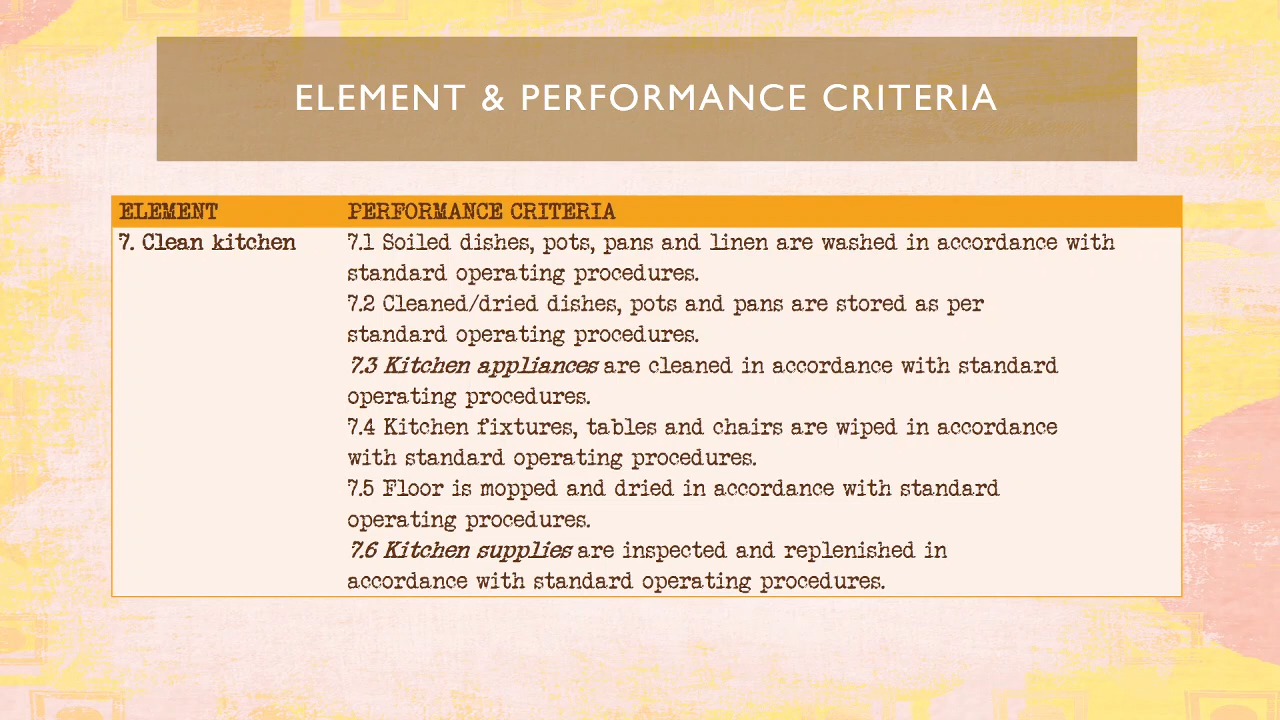 ELEMENT & PERFORMANCE CRITERIA
ELEMENT PERFORMANCE CRITERIA
7. Clean kitchen 7.1 Soiled dishes, pots, pans and linen are washed in accordance with
standard operating procedures.
7.2 Cleaned/dried dishes, pots and pans are stored as per
standard operating procedures.
7.3 Kitchen appliances are cleaned in accordance with standard
operating procedures.
7.4 Kitchen fixtures, tables and chairs are wiped in accordance
with standard operating procedures.
7.5 Floor is mopped and dried in accordance with standard
operating procedures.
7.6 Kitchen supplies are inspected and replenished in
accordance with standard operating procedures.